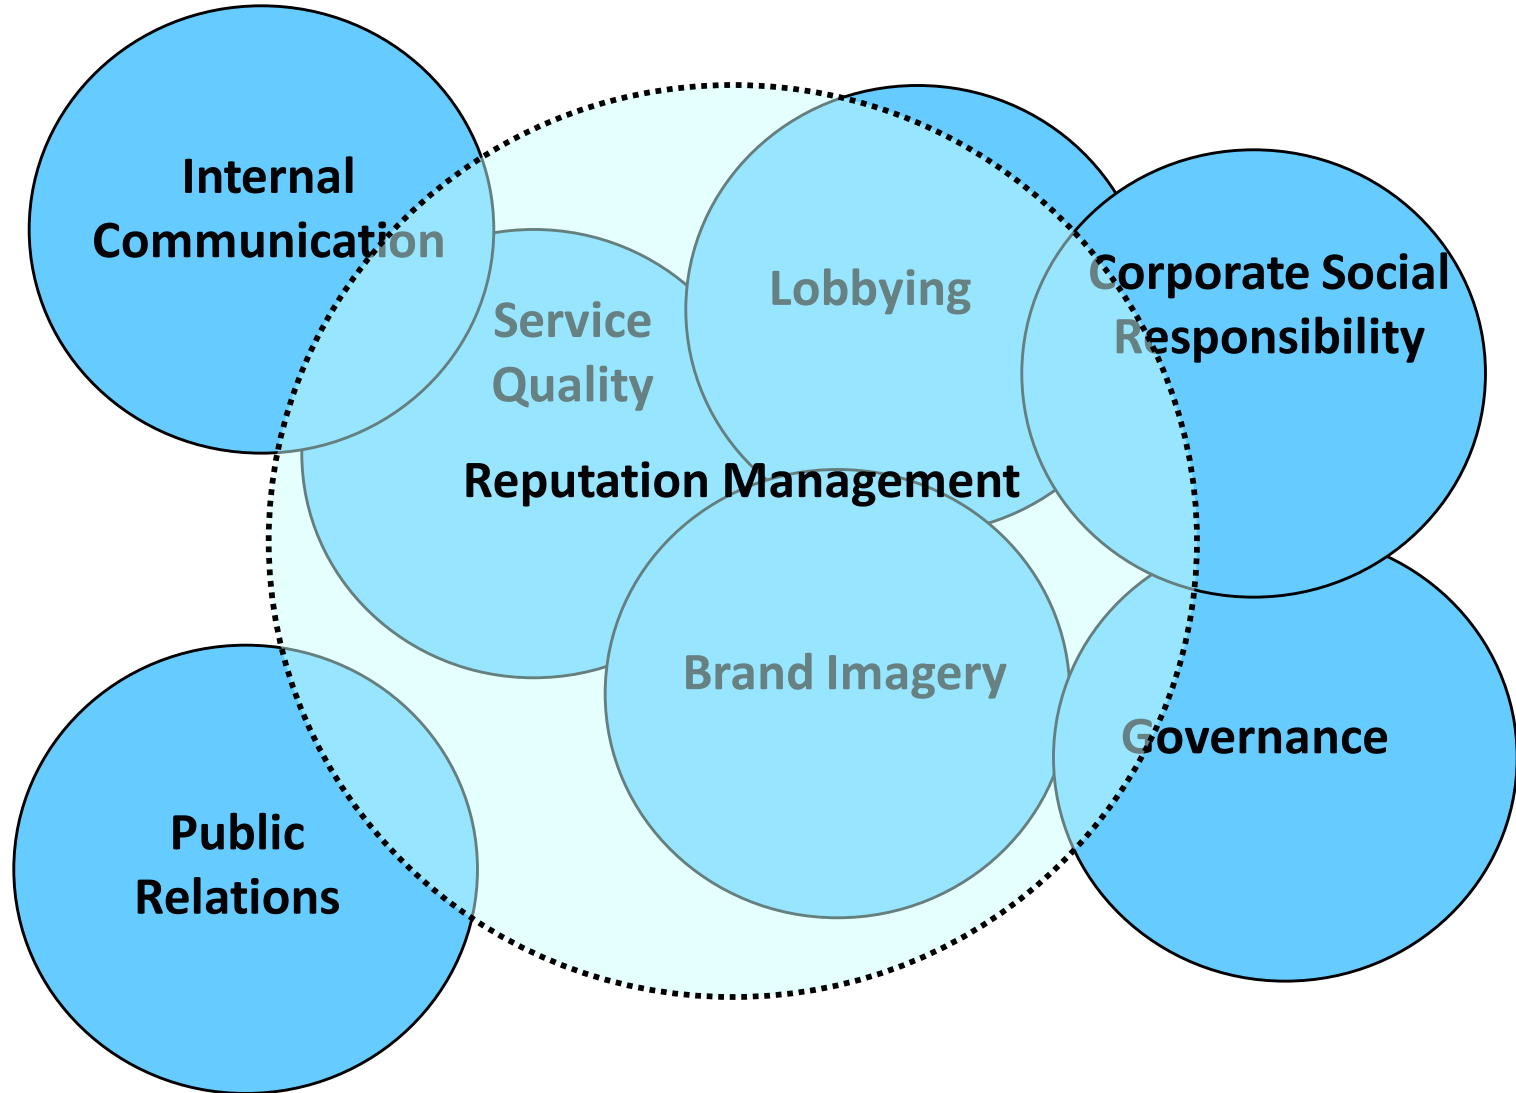 Internal
Communication
Service
Quality
Lobbying
Corporate Social
Responsibility
Reputation Management
Brand Imagery
Governance
Public
Relations